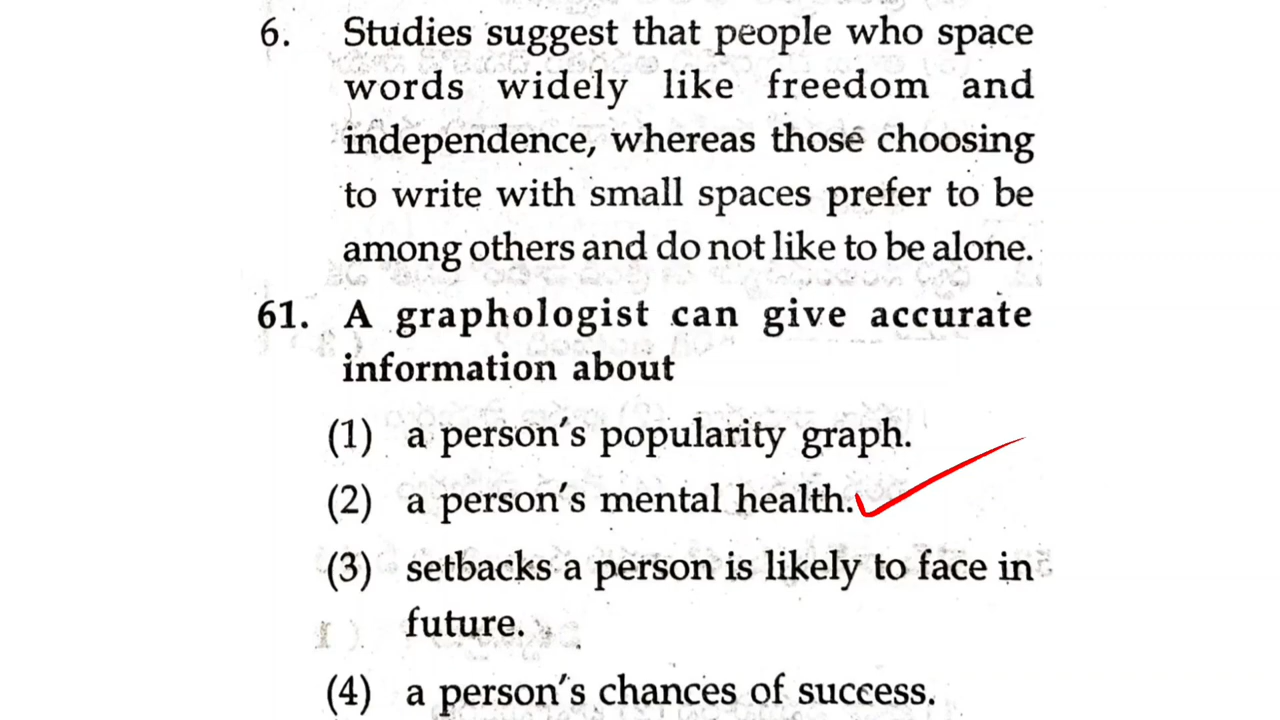 6. Studies suggest that people who space
words widely like freedom and
independence, whereas those choosing
to write with small spaces prefer to be
among others and do not like to be alone.
61. A graphologist can give accurate
information about
(1) a person's popularity graph.
(2) a person's mental health.
(3) setbacks a person is likely to face in
future.
(4) a person's chances of success.